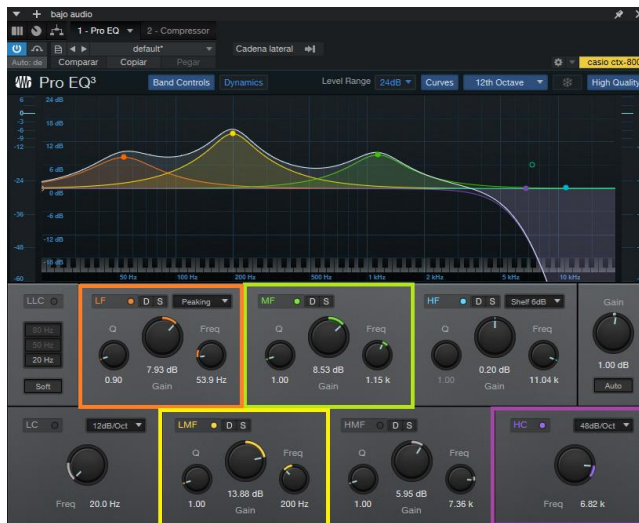 bajo audio
1 - Pro EQ 2 - Compressor
default* Cadena lateral
Auto: de Comparar Copiar Pegar casio ctx-800
Pro EQ³ Band Controls Dynamics Level Range 24dB Curves 12th Octave High Quality
6 24 dB
0
-3 18 dB
-6
-9
-12 12 dB
6 dB
-24 0 dB
-36 -6 dB
-48 -12 dB
-60 -18 dB
50 Hz 100 Hz 200 Hz 500 Hz 1 kHz 2 kHz 5 kHz 10 kHz
LLC LF D S Peaking MF D S HF D S Shelf 6dB Gain
80 Hz Q Freq Q Freq Q Freq
50 Hz
20 Hz 7.93 dB 8.53 dB 0.20 dB 1.00 dB
Soft 0.90 Gain 53.9 Hz 1.00 Gain 1.15 k 1.00 Gain 11.04 k Auto
LC 12dB/Oct LMF D S HMF D S HC 48dB/Oct
Q Freq Q Freq
13.88 dB 5.95 dB
Freq 20.0 Hz 1.00 Gain 200 Hz 1.00 Gain 7.36 k Freq 6.82 k